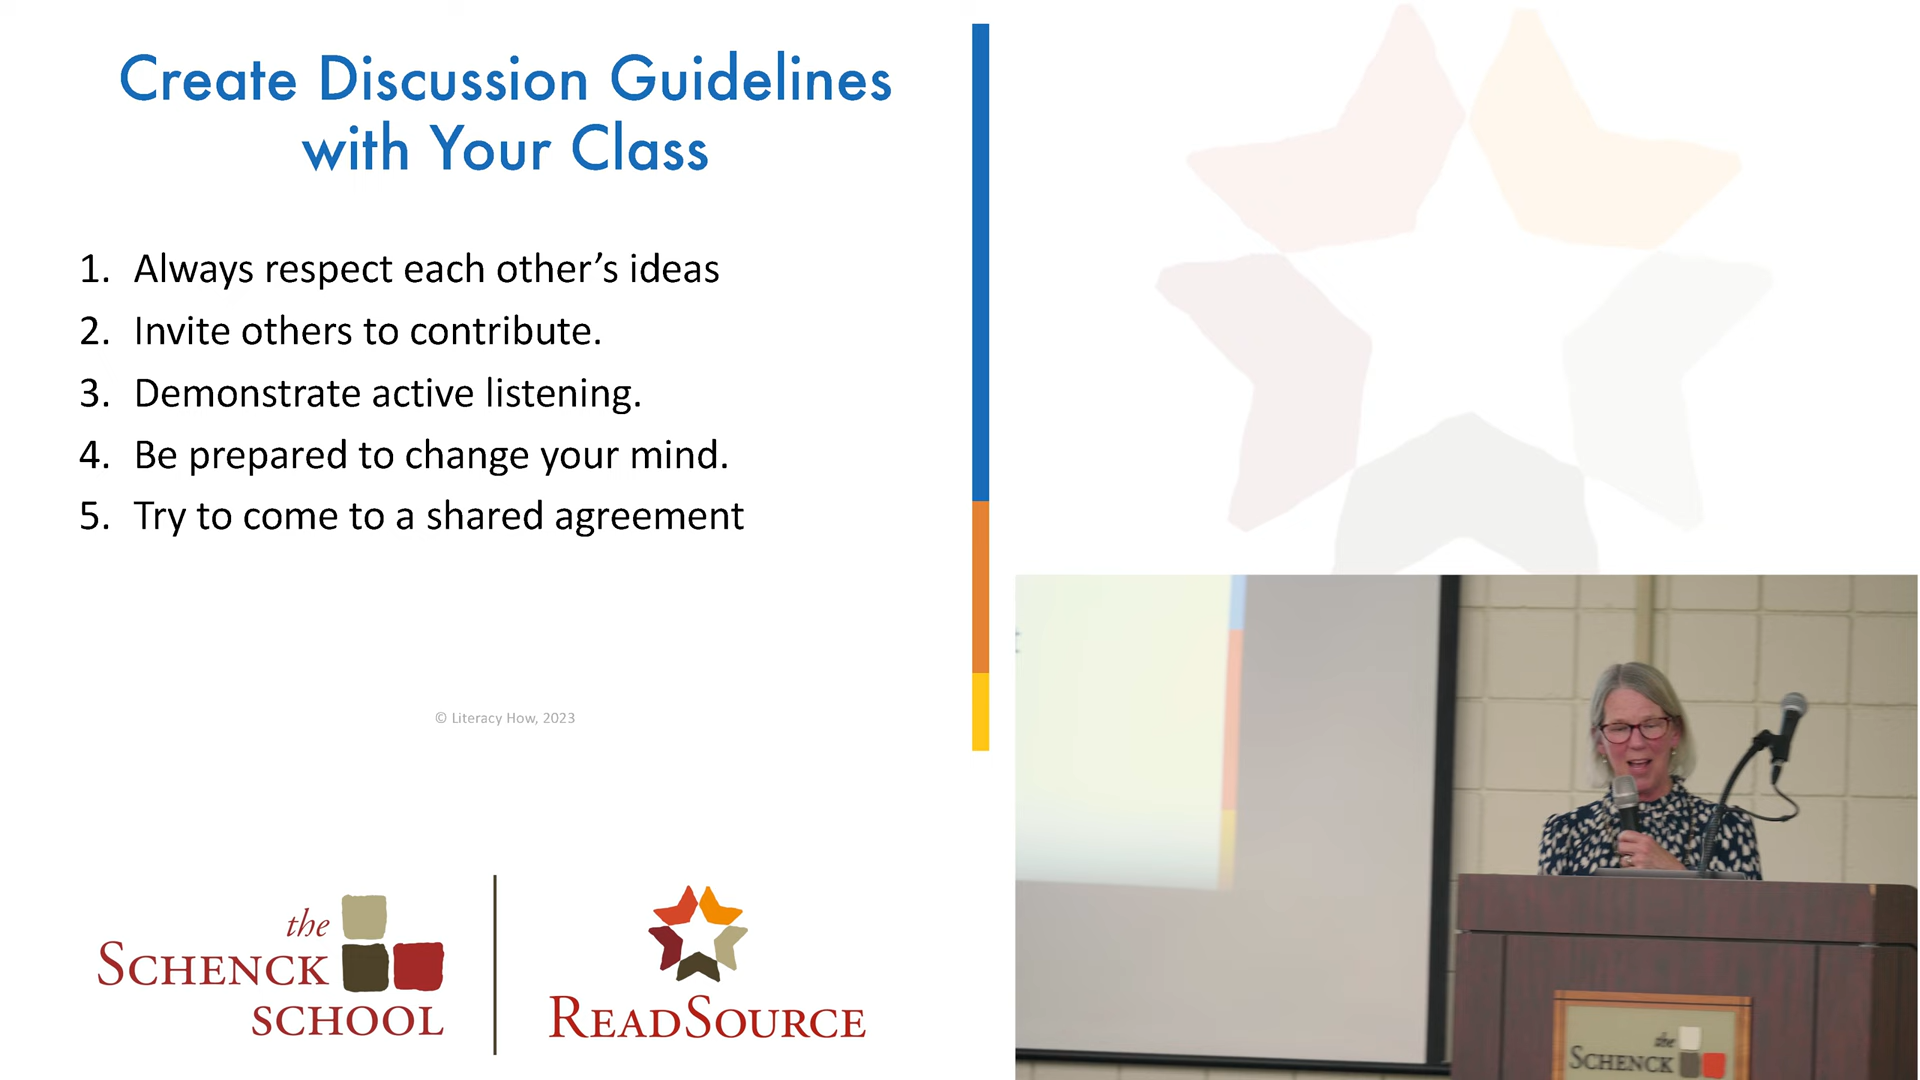 Create Discussion Guidelines
with Your Class
1. Always respect each other’s ideas
2. Invite others to contribute.
3. Demonstrate active listening.
4. Be prepared to change your mind.
5. Try to come to a shared agreement
© Literacy How, 2023
the
SCHENCK
SCHOOL
READSOURCE
the
SCHENCK